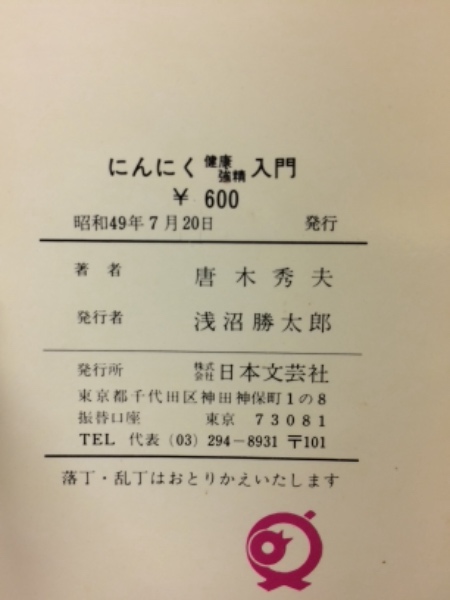 にんにく健康強精入門
¥ 600
昭和49年7月20日 発行
著者 唐木秀夫
発行者 浅沼勝太郎
発行所 株式会社日本文芸社
東京都千代田区神田神保町1の8
振替口座 東京 73081
TEL 代表(03)294-8931 〒101
落丁・乱丁はおとりかえいたします